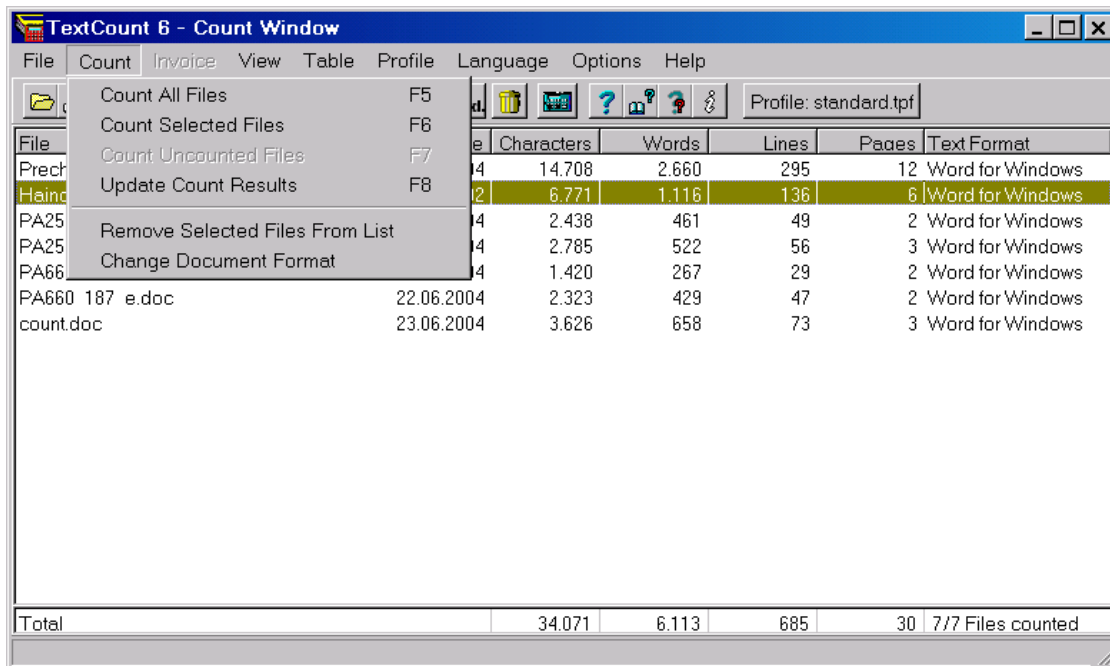 TextCount 6 - Count Window
File Count Invoice View Table Profile Language Options Help
Profile: standard.tpf
Count All Files F5
Count Selected Files F6
Count Uncounted Files F7
Update Count Results F8
Remove Selected Files From List
Change Document Format
File Characters Words Lines Pages Text Format
14.708 2.660 295 12 Word for Windows
6.771 1.116 136 6 Word for Windows
PA25 2.438 461 49 2 Word for Windows
PA25 2.785 522 56 3 Word for Windows
PA66 1.420 267 29 2 Word for Windows
PA660 187 e.doc 22.06.2004 2.323 429 47 2 Word for Windows
count.doc 23.06.2004 3.626 658 73 3 Word for Windows
Total 34.071 6.113 685 30 7/7 Files counted